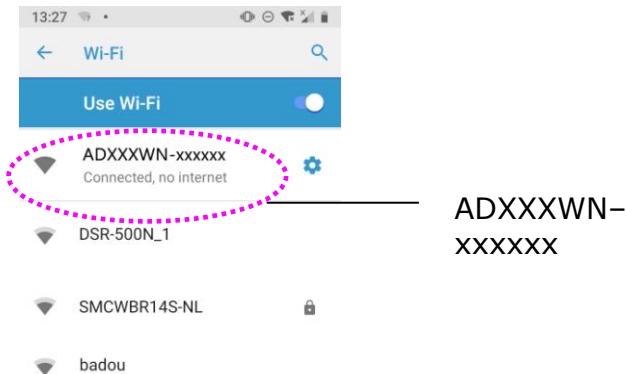 13:27
Wi-Fi
Use Wi-Fi
ADXXXWN-xxxxxx
Connected, no internet
ADXXXWN–
xxxxxx
DSR-500N_1
SMCWBR14S-NL
badou